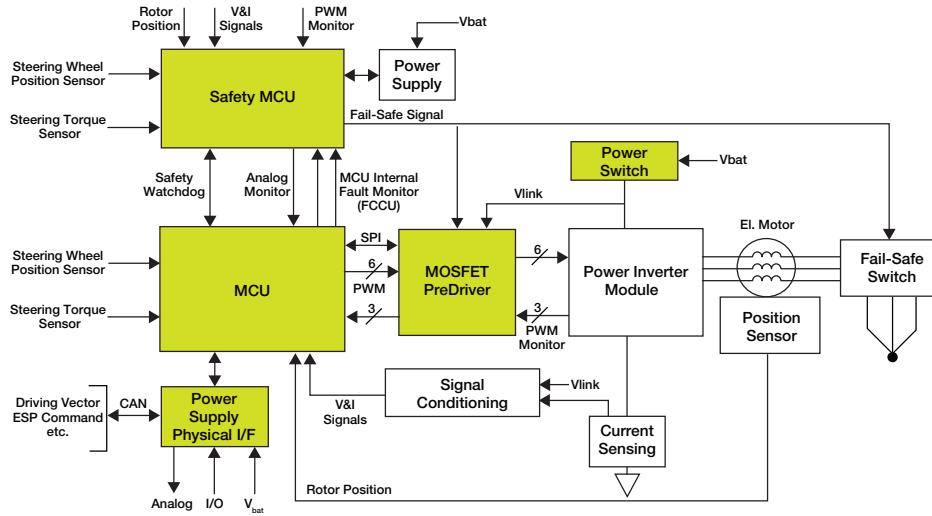 Rotor
Position
V&I
Signals
PWM
Monitor
Vbat
Steering Wheel
Position Sensor
Safety MCU
Power
Supply
Steering Torque
Sensor
Fail-Safe Signal
Power
Switch
Vbat
Safety
Watchdog
Analog
Monitor
MCU Internal
Fault Monitor
(FCCU)
Vlink
El. Motor
Steering Wheel
Position Sensor
MCU
SPI
6
PWM
3
MOSFET
PreDriver
6
3
PWM
Monitor
Power Inverter
Module
Fail-Safe
Switch
Steering Torque
Sensor
Position
Sensor
Driving Vector
ESP Command
etc.
CAN
Power
Supply
Physical I/F
V&I
Signals
Signal
Conditioning
Vlink
Current
Sensing
Analog
I/O
Vbat
Rotor Position